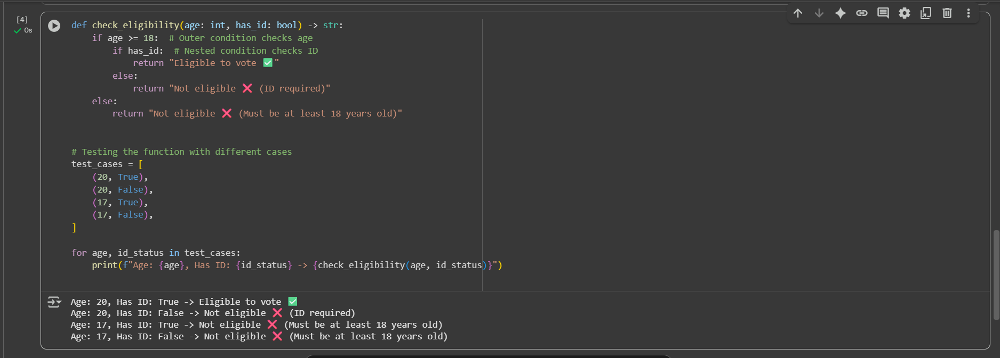 [4]
0s
def check_eligibility(age: int, has_id: bool) -> str:
    if age >= 18:  # Outer condition checks age
        if has_id:  # Nested condition checks ID
            return "Eligible to vote ✅"
        else:
            return "Not eligible ❌ (ID required)"
    else:
        return "Not eligible ❌ (Must be at least 18 years old)"
# Testing the function with different cases
test_cases = [
    (20, True),
    (20, False),
    (17, True),
    (17, False),
]
for age, id_status in test_cases:
    print(f"Age: {age}, Has ID: {id_status} -> {check_eligibility(age, id_status)}")
Age: 20, Has ID: True -> Eligible to vote ✅
Age: 20, Has ID: False -> Not eligible ❌ (ID required)
Age: 17, Has ID: True -> Not eligible ❌ (Must be at least 18 years old)
Age: 17, Has ID: False -> Not eligible ❌ (Must be at least 18 years old)